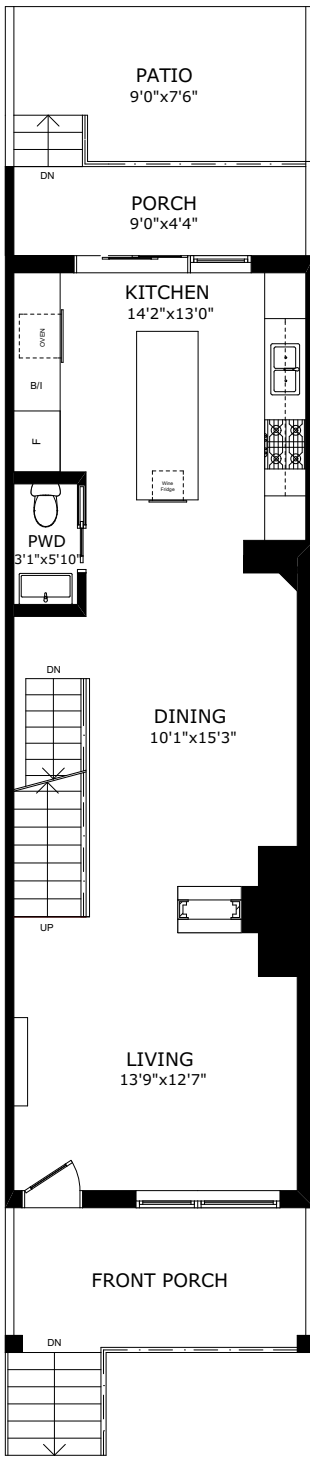 PATIO
9'0"x7'6"
DN
PORCH
9'0"x4'4"
KITCHEN
14'2"x13'0"
OVEN
B/I
F
Wine
Fridge
PWD
3'1"x5'10"
DN
DINING
10'1"x15'3"
UP
LIVING
13'9"x12'7"
FRONT PORCH
DN